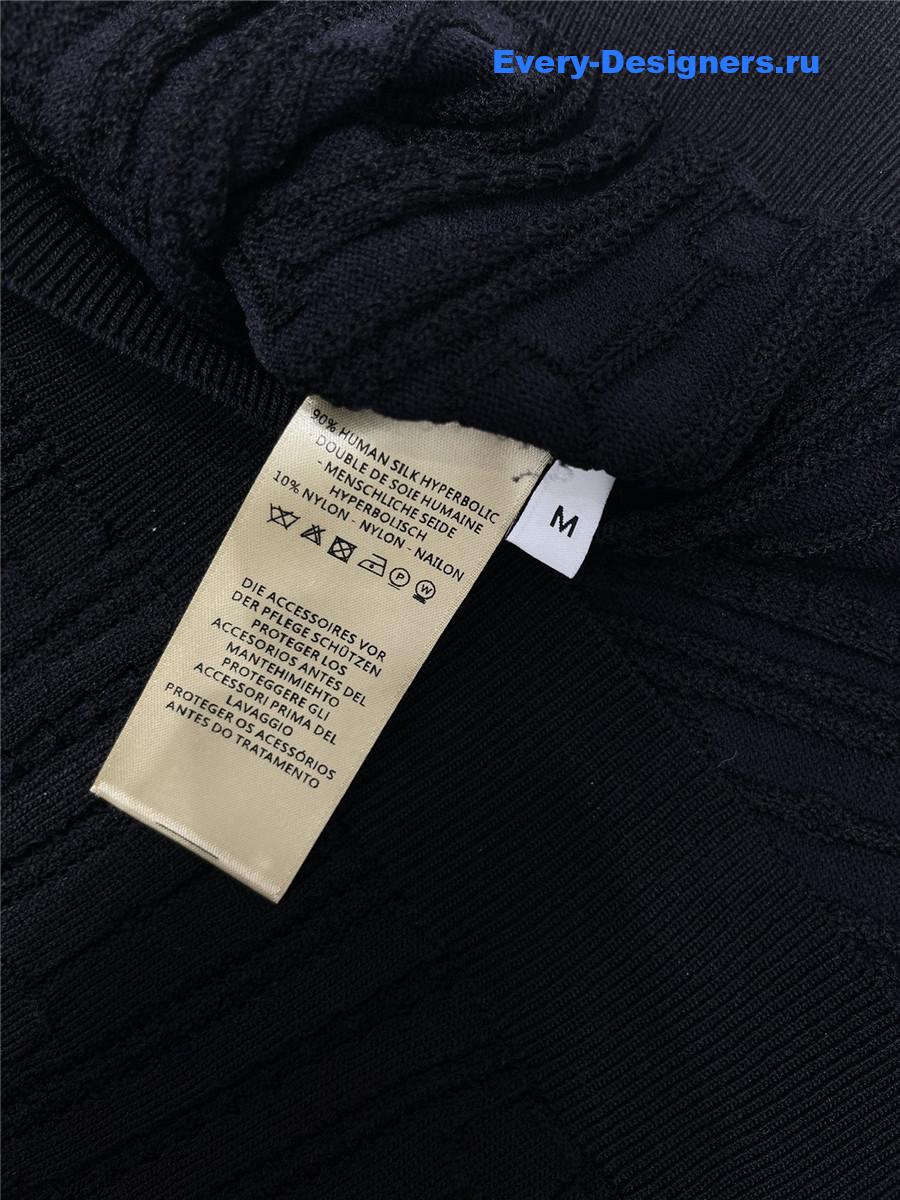 Every-Designers.ru
90% HUMAN SILK HYPERBOLIC
DOUBLE DE SOIE HUMAINE
- MENSCHLICHE SEIDE
HYPERBOLISCH
10% NYLON - NYLON - NAILON
P
W
DIE ACCESSOIRES VOR
DER PFLEGE SCHÜTZEN
PROTEGER LOS
ACCESORIOS ANTES DEL
MANTEHIMIEHTO
PROTEGGERE GLI
ACCESSORI PRIMA DEL
LAVAGGIO
PROTEGER OS ACESSÓRIOS
ANTES DO TRATAMENTO
M